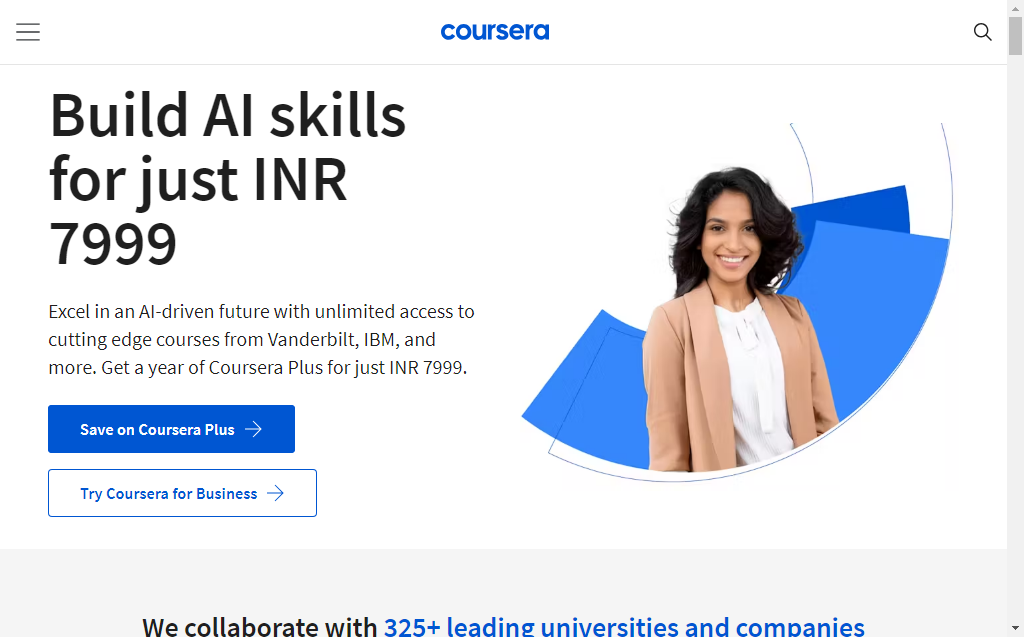 coursera
Build AI skills
for just INR
7999
Excel in an AI-driven future with unlimited access to
cutting edge courses from Vanderbilt, IBM, and
more. Get a year of Coursera Plus for just INR 7999.
Save on Coursera Plus
Try Coursera for Business
We collaborate with 325+ leading universities and companies